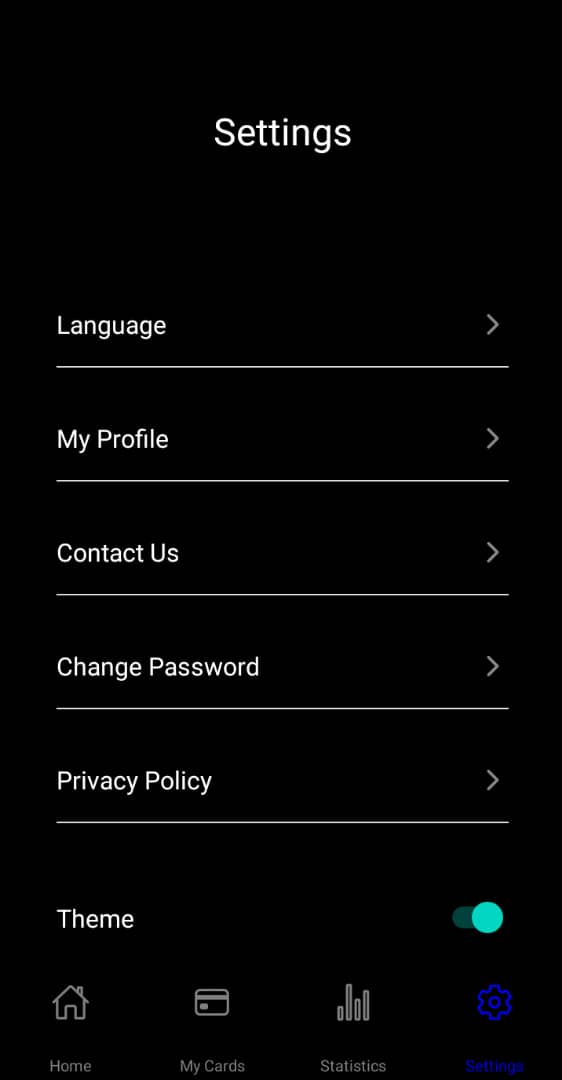 Settings
Language
My Profile
Contact Us
Change Password
Privacy Policy
Theme
Home
My Cards
Statistics
Settings